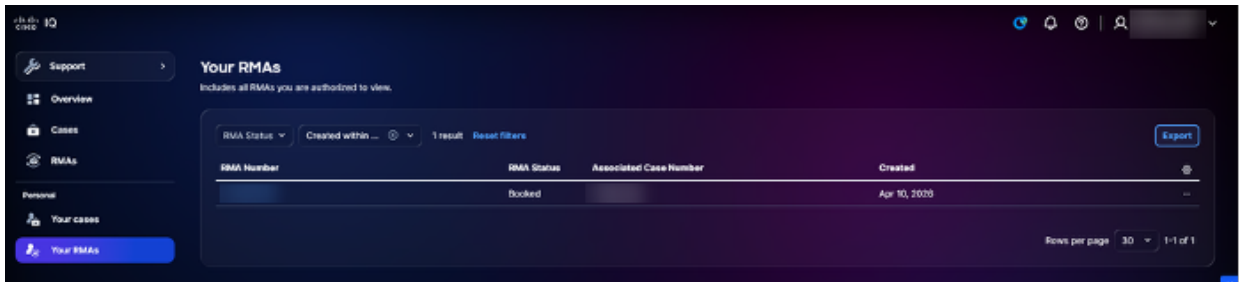 cisco IQ
Support
Overview
Cases
RMAs
Personal
Your cases
Your RMAs
Your RMAs
Includes all RMAs you are authorized to view.
RMA Status Created within ... 1 result Reset filters Export
RMA Number RMA Status Associated Case Number Created
Booked Apr 10, 2026
Rows per page 30 1-1 of 1